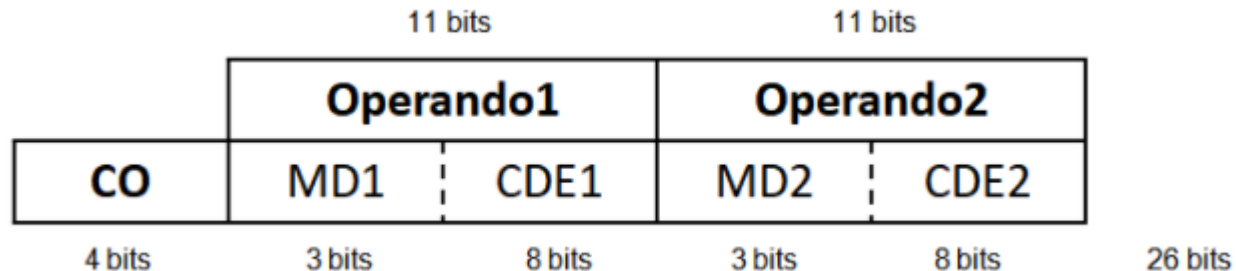 11 bits 11 bits
Operando1 Operando2
CO MD1 CDE1 MD2 CDE2
4 bits 3 bits 8 bits 3 bits 8 bits 26 bits